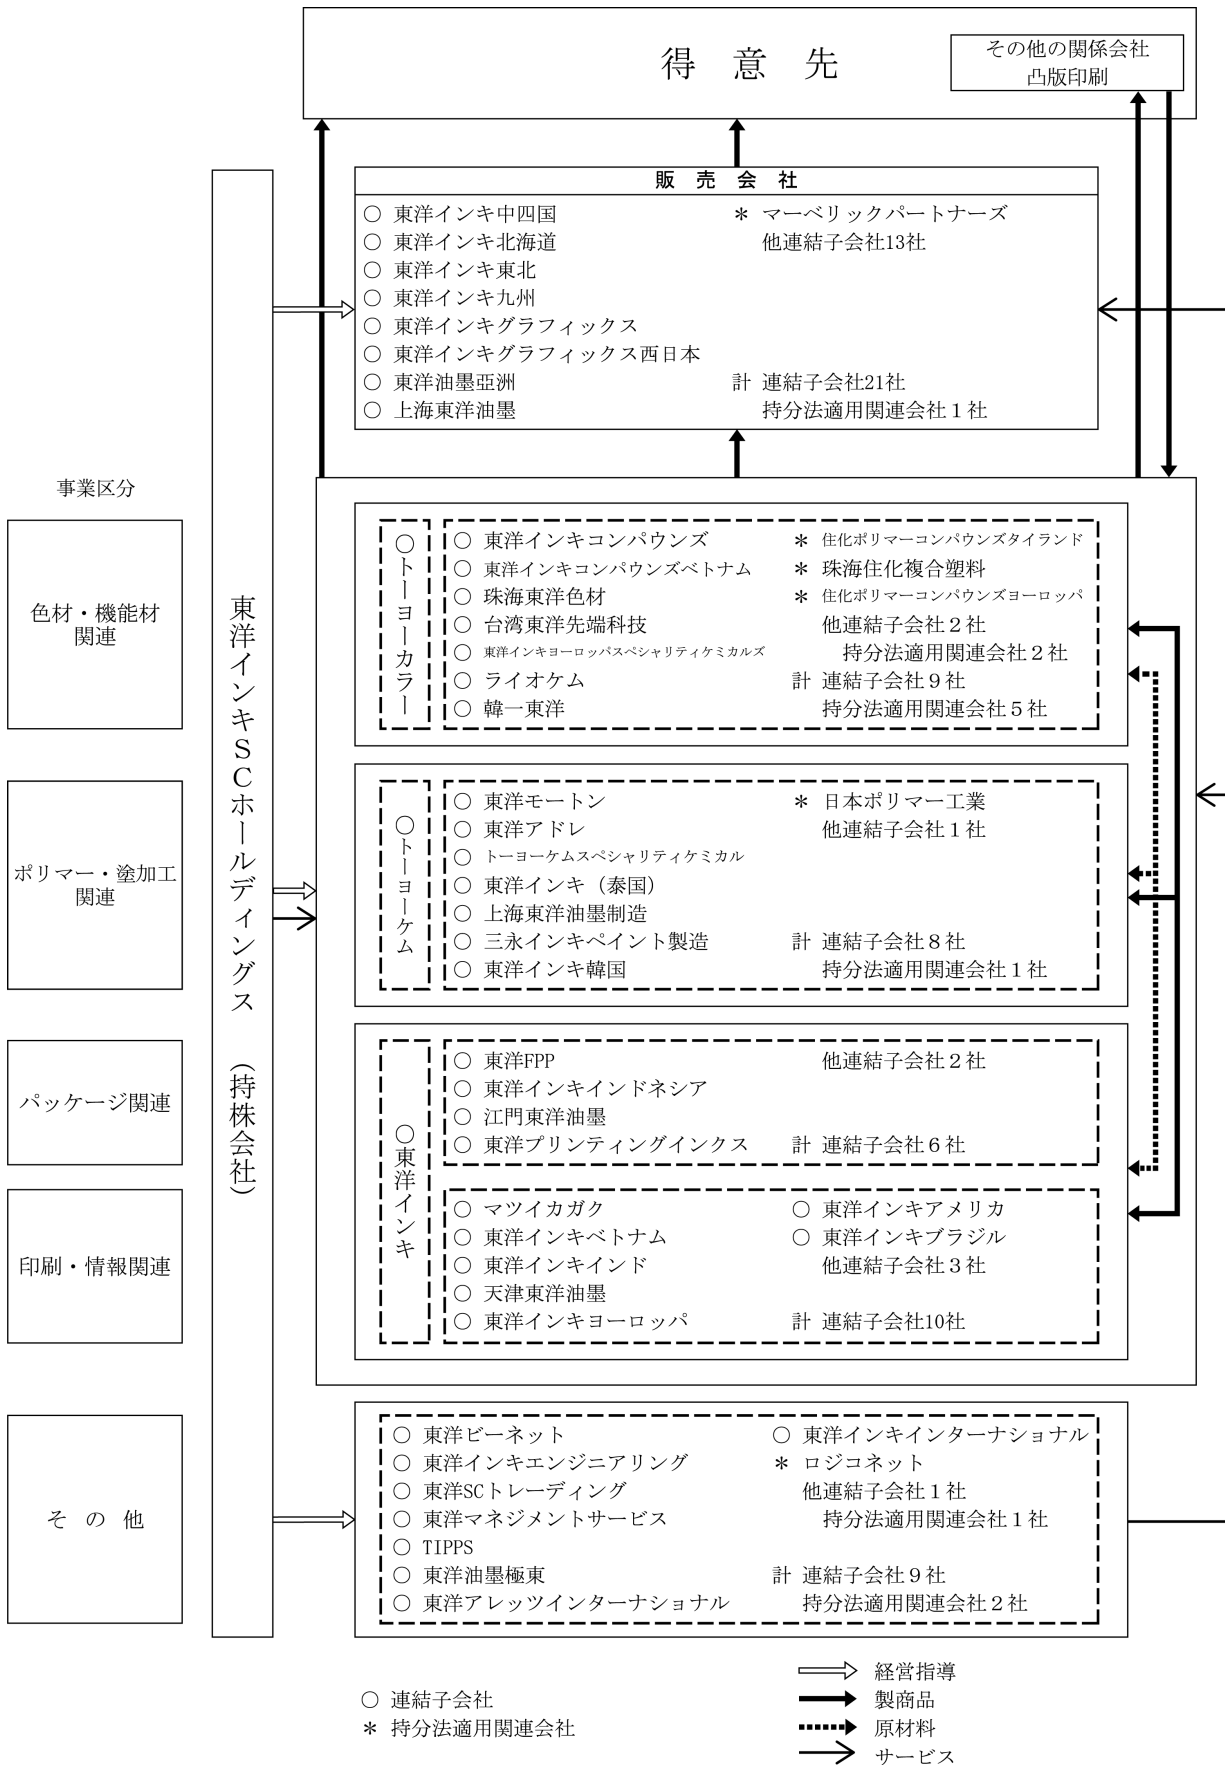 得　意　先
その他の関係会社
凸版印刷
販　売　会　社
○ 東洋インキ中四国
○ 東洋インキ北海道
○ 東洋インキ東北
○ 東洋インキ九州
○ 東洋インキグラフィックス
○ 東洋インキグラフィックス西日本
○ 東洋油墨亞洲
○ 上海東洋油墨
＊ マーベリックパートナーズ
他連結子会社13社
計 連結子会社21社
持分法適用関連会社１社
事業区分
色材・機能材
関連
ポリマー・塗加工
関連
パッケージ関連
印刷・情報関連
そ　の　他
東洋インキＳＣホールディングス　（持株会社）
○トーヨーカラー
○ 東洋インキコンパウンズ
○ 東洋インキコンパウンズベトナム
○ 珠海東洋色材
○ 台湾東洋先端科技
○ 東洋インキヨーロッパスペシャリティケミカルズ
○ ライオケム
○ 韓一東洋
＊ 住化ポリマーコンパウンズタイランド
＊ 珠海住化複合塑料
＊ 住化ポリマーコンパウンズヨーロッパ
他連結子会社２社
持分法適用関連会社２社
計 連結子会社９社
持分法適用関連会社５社
○トーヨーケム
○ 東洋モートン
○ 東洋アドレ
○ トーヨーケムスペシャリティケミカル
○ 東洋インキ（泰国）
○ 上海東洋油墨制造
○ 三永インキペイント製造
○ 東洋インキ韓国
＊ 日本ポリマー工業
他連結子会社１社
計 連結子会社８社
持分法適用関連会社１社
○東洋インキ
○ 東洋FPP
○ 東洋インキインドネシア
○ 江門東洋油墨
○ 東洋プリンティングインクス
他連結子会社２社
計 連結子会社６社
○ マツイカガク
○ 東洋インキベトナム
○ 東洋インキインド
○ 天津東洋油墨
○ 東洋インキヨーロッパ
○ 東洋インキアメリカ
○ 東洋インキブラジル
他連結子会社３社
計 連結子会社10社
○ 東洋ビーネット
○ 東洋インキエンジニアリング
○ 東洋SCトレーディング
○ 東洋マネジメントサービス
○ TIPPS
○ 東洋油墨極東
○ 東洋アレッツインターナショナル
○ 東洋インキインターナショナル
＊ ロジコネット
他連結子会社１社
持分法適用関連会社１社
計 連結子会社９社
持分法適用関連会社２社
○ 連結子会社
＊ 持分法適用関連会社
経営指導
製商品
原材料
サービス